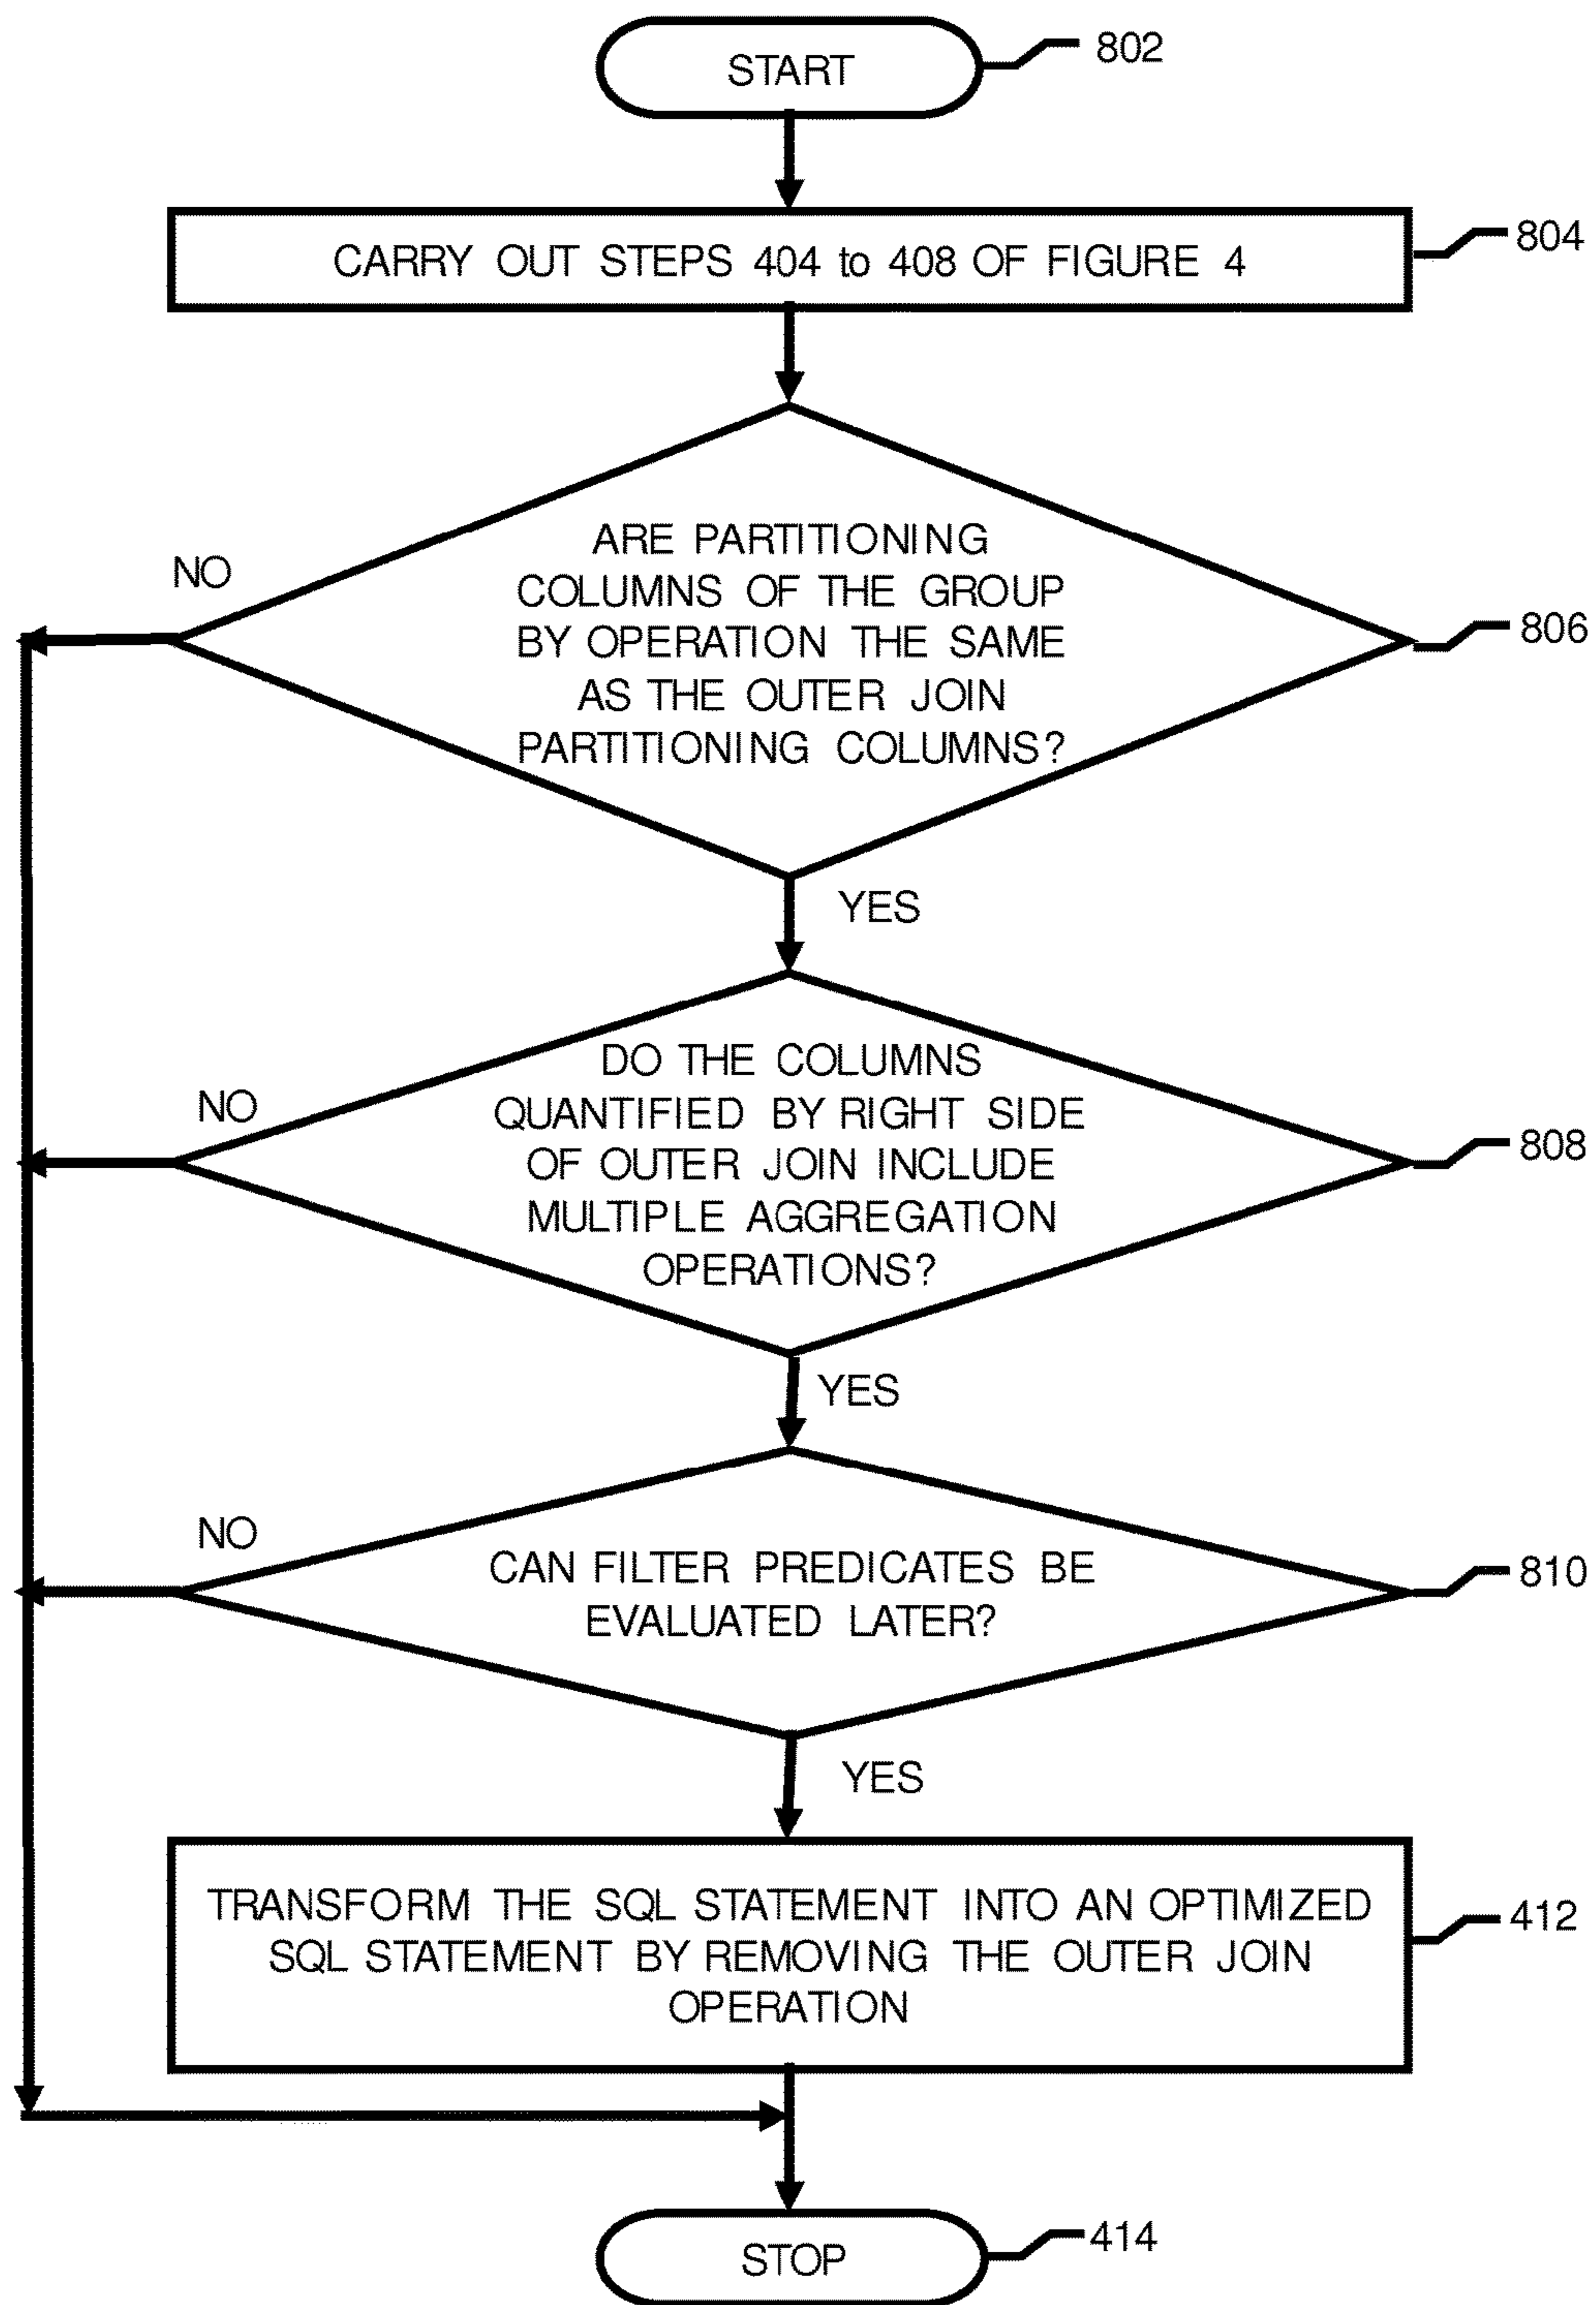 START
802
CARRY OUT STEPS 404 to 408 OF FIGURE 4
804
ARE PARTITIONING
COLUMNS OF THE GROUP
BY OPERATION THE SAME
AS THE OUTER JOIN
PARTITIONING COLUMNS?
806
NO
YES
DO THE COLUMNS
QUANTIFIED BY RIGHT SIDE
OF OUTER JOIN INCLUDE
MULTIPLE AGGREGATION
OPERATIONS?
808
NO
YES
CAN FILTER PREDICATES BE
EVALUATED LATER?
810
NO
YES
TRANSFORM THE SQL STATEMENT INTO AN OPTIMIZED
SQL STATEMENT BY REMOVING THE OUTER JOIN
OPERATION
412
STOP
414